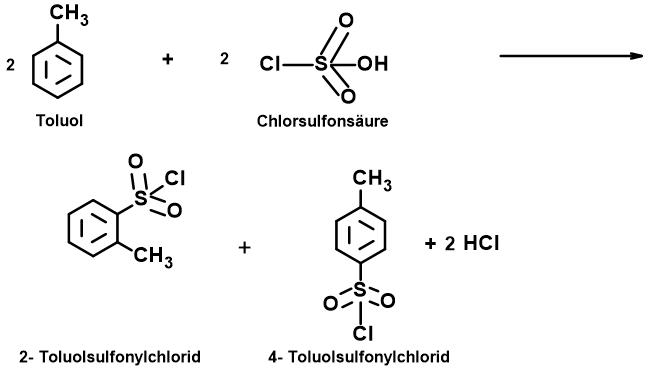 CH3
2 + 2 Cl S OH
O
O
Toluol Chlorsulfonsäure
O
S Cl
O
CH3
+
CH3
O S O
Cl
+ 2 HCl
2- Toluolsulfonylchlorid 4- Toluolsulfonylchlorid